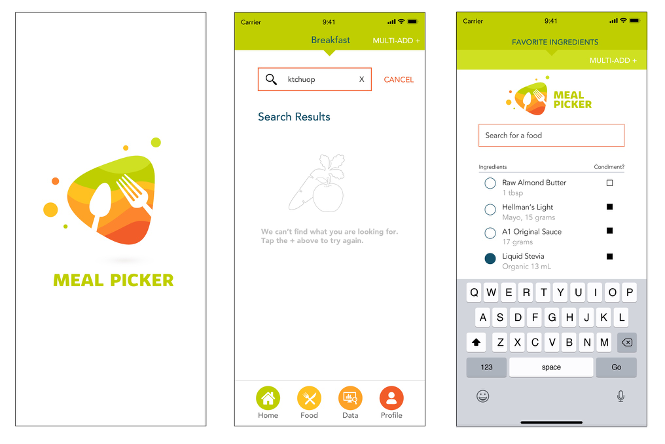 MEAL PICKER
Carrier 9:41
Breakfast MULTI-ADD +
ktchuop X CANCEL
Search Results
We can't find what you are looking for.
Tap the + above to try again.
Home Food Data Profile
Carrier 9:41
FAVORITE INGREDIENTS
MULTI-ADD +
MEAL
PICKER
Search for a food
Ingredients Condiment?
Raw Almond Butter
1 tbsp
Hellman's Light
Mayo, 15 grams
A1 Original Sauce
17 grams
Liquid Stevia
Organic 13 mL
Q W E R T Y U I O P
A S D F G H J K L
Z X C V B N M
123 space Go